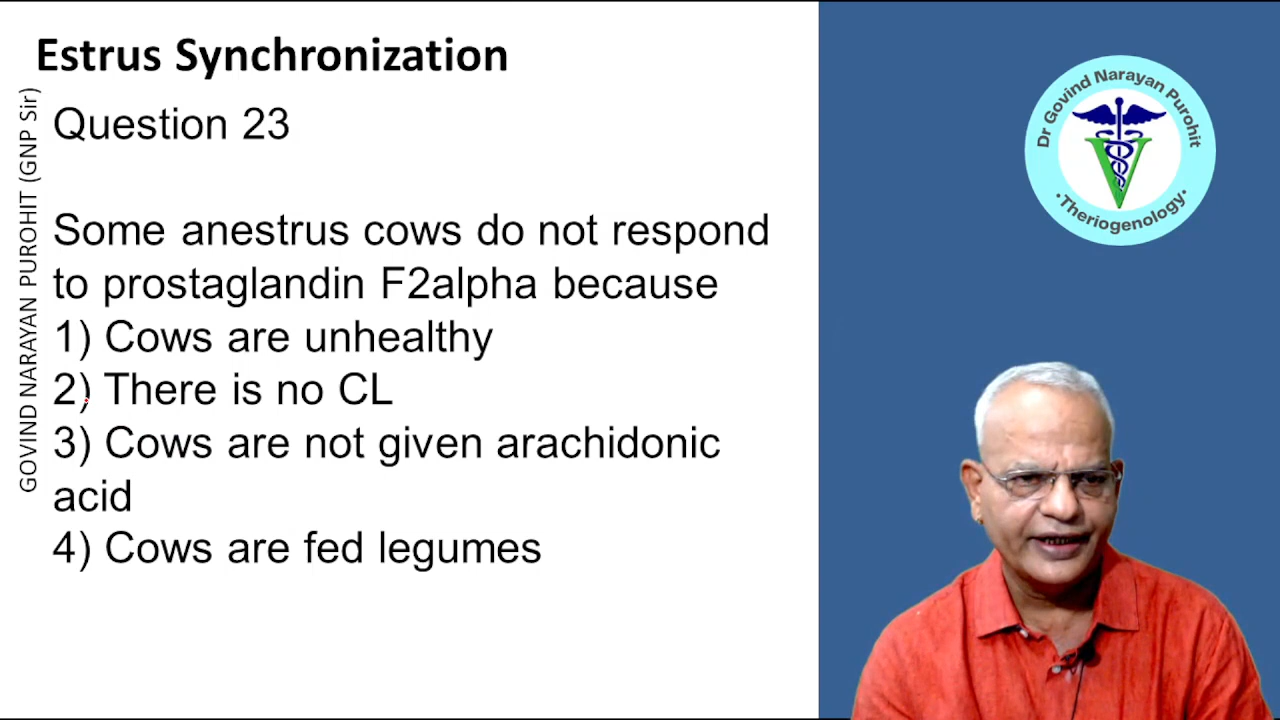 Estrus Synchronization
GOVIND NARAYAN PUROHIT (GNP Sir)
Question 23
Some anestrus cows do not respond
to prostaglandin F2alpha because
1) Cows are unhealthy
2) There is no CL
3) Cows are not given arachidonic
acid
4) Cows are fed legumes
Dr Govind Narayan Purohit
V
·Theriogenology·